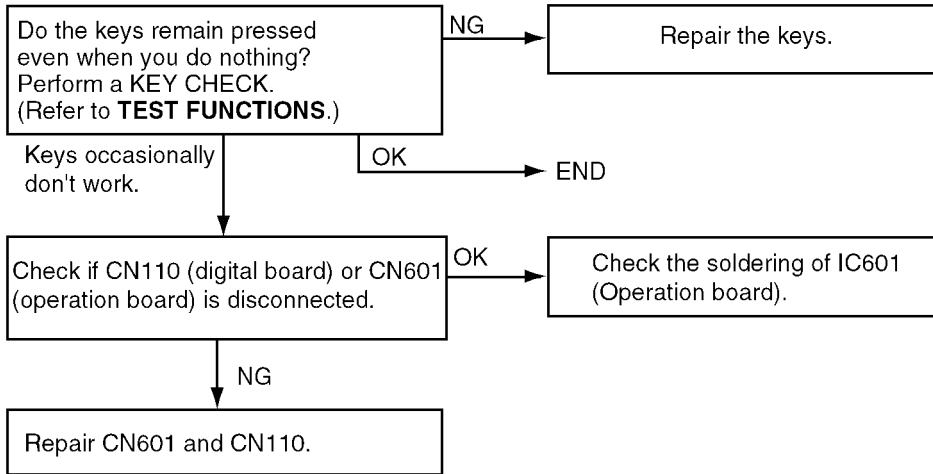 Do the keys remain pressed
even when you do nothing?
Perform a KEY CHECK.
(Refer to TEST FUNCTIONS.)
NG
Repair the keys.
Keys occasionally
don't work.
OK
END
Check if CN110 (digital board) or CN601
(operation board) is disconnected.
OK
Check the soldering of IC601
(Operation board).
NG
Repair CN601 and CN110.